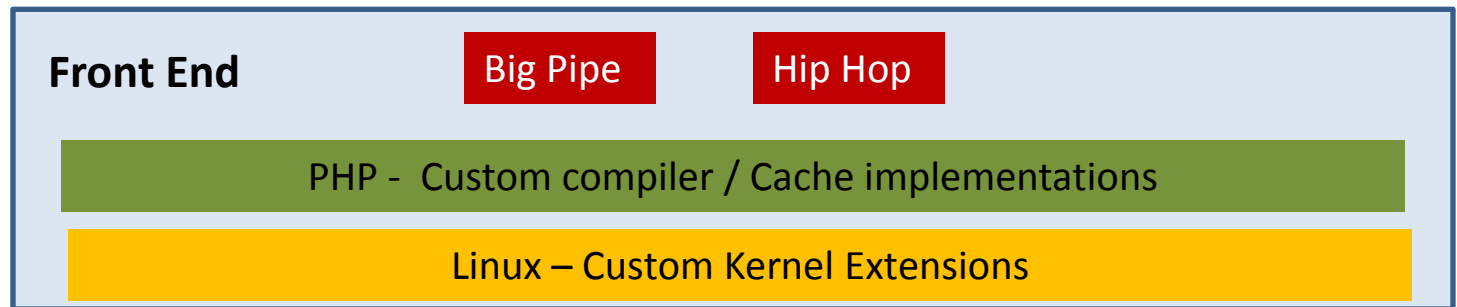 Front End
Big Pipe
Hip Hop
PHP - Custom compiler / Cache implementations
Linux – Custom Kernel Extensions